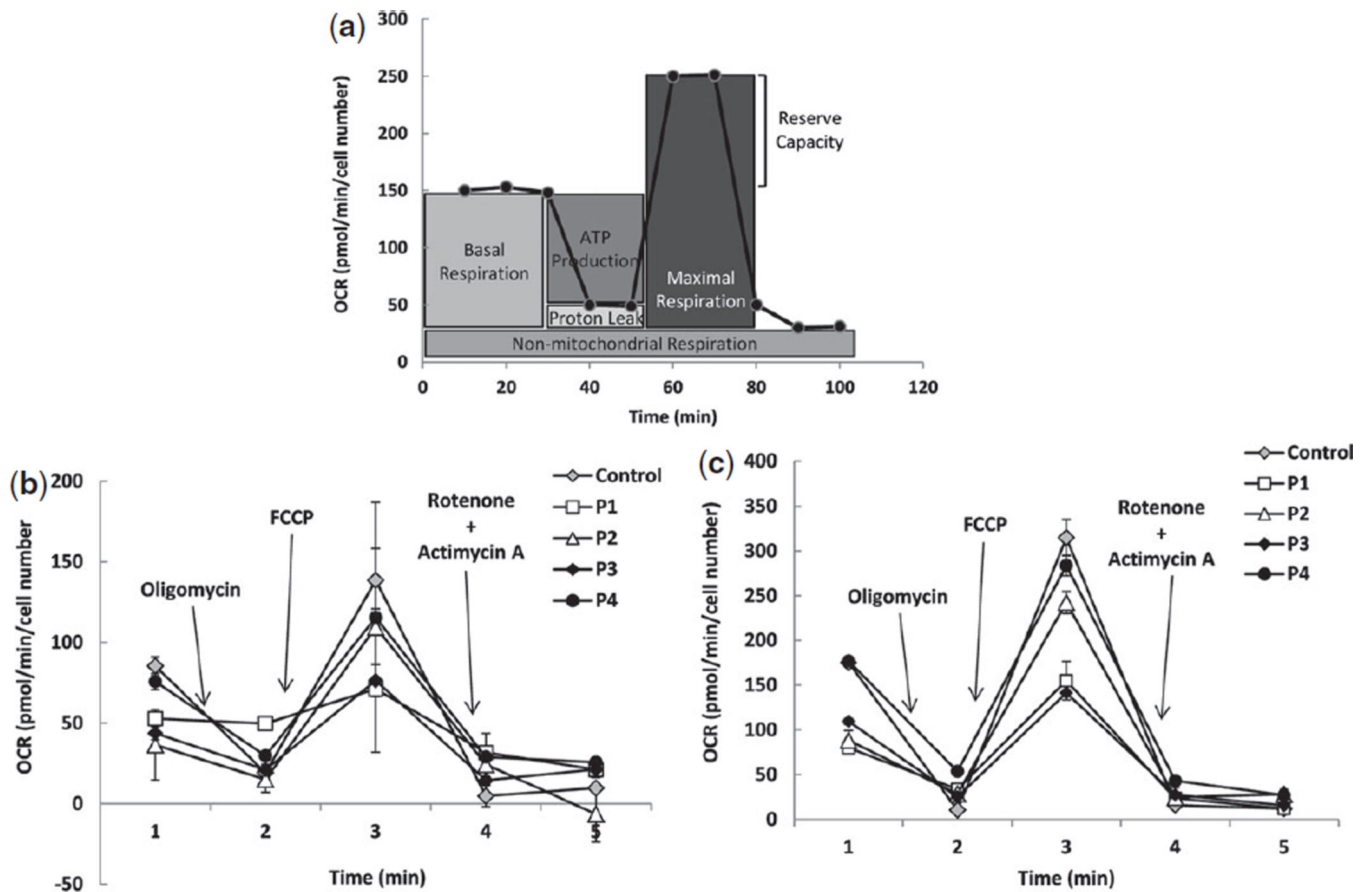 (a)
300
250
200
150
100
50
0
OCR (pmol/min/cell number)
Basal
Respiration
ATP
Production
Proton Leak
Maximal
Respiration
Reserve
Capacity
Non-mitochondrial Respiration
0 20 40 60 80 100 120
Time (min)
(b)
200
150
100
50
0
-50
OCR (pmol/min/cell number)
Oligomycin
FCCP
Rotenone
+
Actimycin A
Control
P1
P2
P3
P4
1 2 3 4 5
Time (min)
(c)
400
350
300
250
200
150
100
50
0
OCR (pmol/min/cell number)
Oligomycin
FCCP
Rotenone
+
Actimycin A
Control
P1
P2
P3
P4
1 2 3 4 5
Time (min)